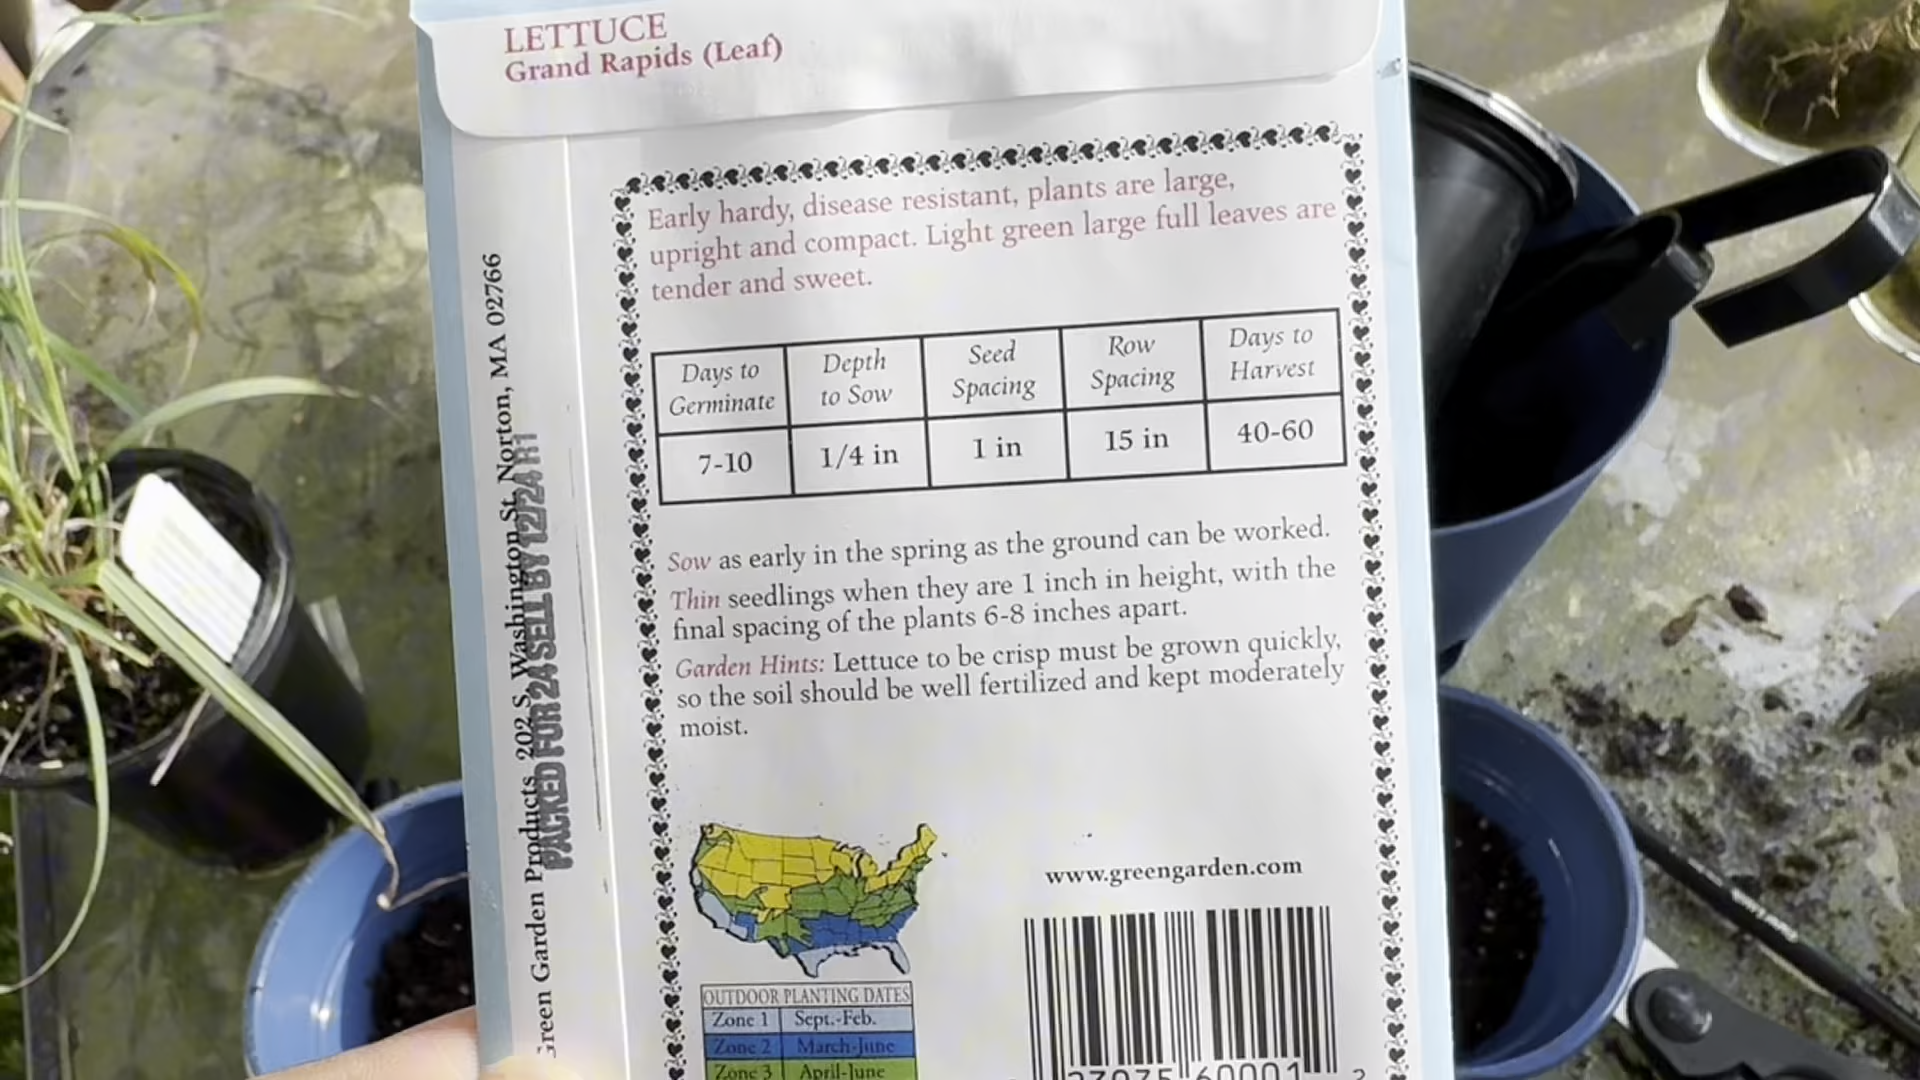 LETTUCE
Grand Rapids (Leaf)
Early hardy, disease resistant, plants are large,
upright and compact. Light green large full leaves are
tender and sweet.
Days to Germinate
Depth to Sow
Seed Spacing
Row Spacing
Days to Harvest
7-10
1/4 in
1 in
15 in
40-60
Sow as early in the spring as the ground can be worked.
Thin seedlings when they are 1 inch in height, with the
final spacing of the plants 6-8 inches apart.
Garden Hints: Lettuce to be crisp must be grown quickly,
so the soil should be well fertilized and kept moderately
moist.
www.greengarden.com
OUTDOOR PLANTING DATES
Zone 1 Sept.-Feb.
Zone 2 March-June
Zone 3 April-June
Green Garden Products 202 S. Washington St. Norton, MA 02766
PACKED FOR 24 SELL BY 12/24 R1